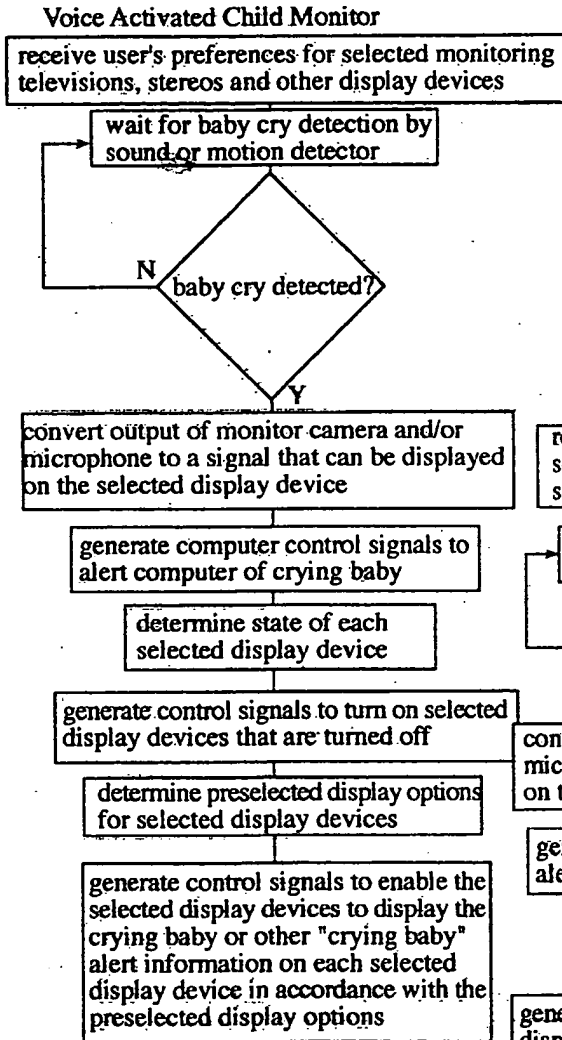 Voice Activated Child Monitor
receive user's preferences for selected monitoring
televisions, stereos and other display devices
wait for baby cry detection by
sound or motion detector
N
baby cry detected?
Y
convert output of monitor camera and/or
microphone to a signal that can be displayed
on the selected display device
generate computer control signals to
alert computer of crying baby
determine state of each
selected display device
generate control signals to turn on selected
display devices that are turned off
determine preselected display options
for selected display devices
generate control signals to enable the
selected display devices to display the
crying baby or other "crying baby"
alert information on each selected
display device in accordance with the
preselected display options
con
mic
on t
ge
ale
gene